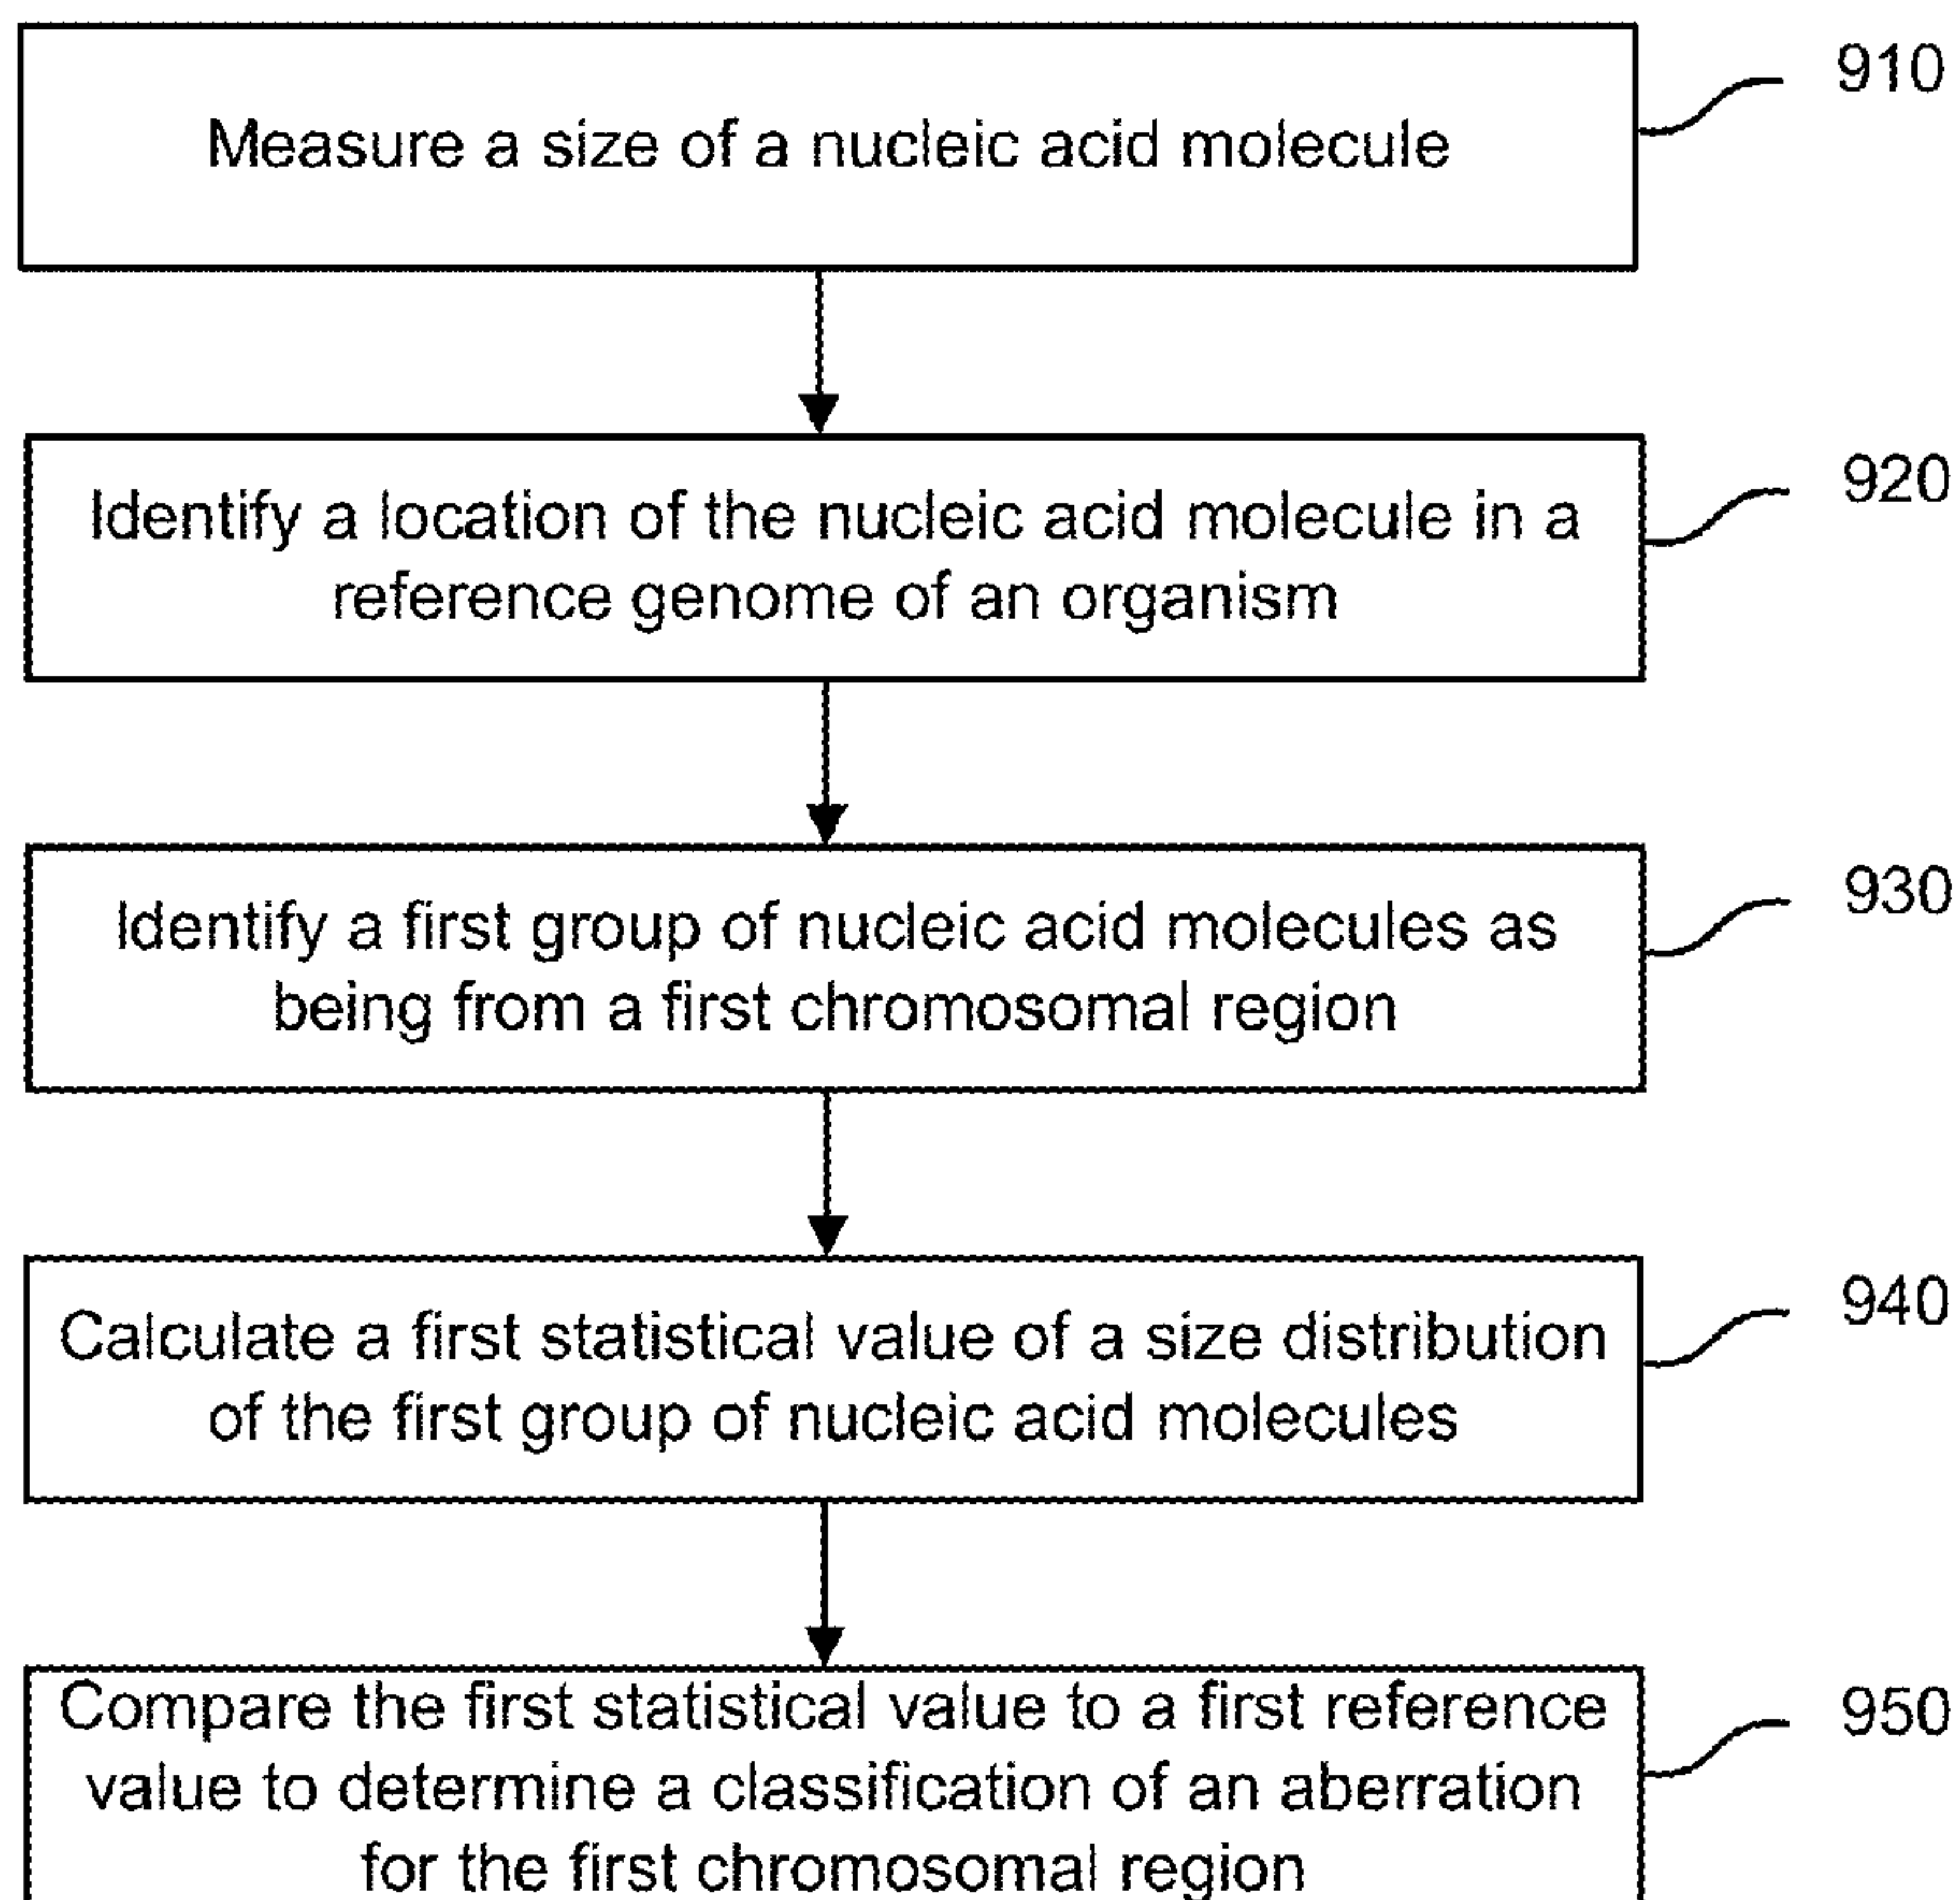 Measure a size of a nucleic acid molecule
910
Identify a location of the nucleic acid molecule in a
reference genome of an organism
920
Identify a first group of nucleic acid molecules as
being from a first chromosomal region
930
Calculate a first statistical value of a size distribution
of the first group of nucleic acid molecules
940
Compare the first statistical value to a first reference
value to determine a classification of an aberration
for the first chromosomal region
950